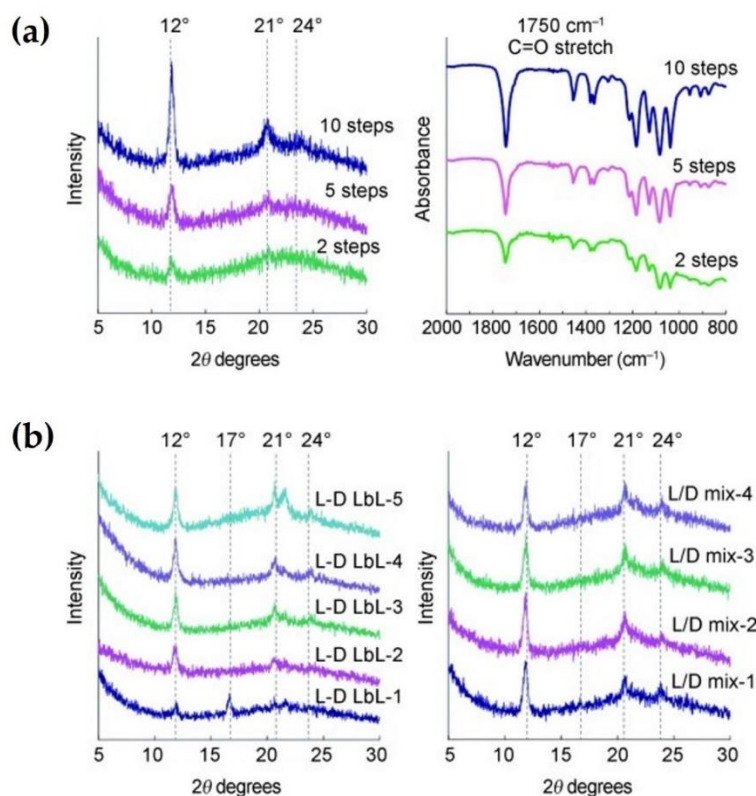 (a)
12° 21° 24°
10 steps
5 steps
2 steps
Intensity
5 10 15 20 25 30
2θ degrees
1750 cm⁻¹
C=O stretch
10 steps
5 steps
2 steps
Absorbance
2000 1800 1600 1400 1200 1000 800
Wavenumber (cm⁻¹)
(b)
12° 17° 21° 24°
L-D LbL-5
L-D LbL-4
L-D LbL-3
L-D LbL-2
L-D LbL-1
Intensity
5 10 15 20 25 30
2θ degrees
12° 17° 21° 24°
L/D mix-4
L/D mix-3
L/D mix-2
L/D mix-1
Intensity
5 10 15 20 25 30
2θ degrees